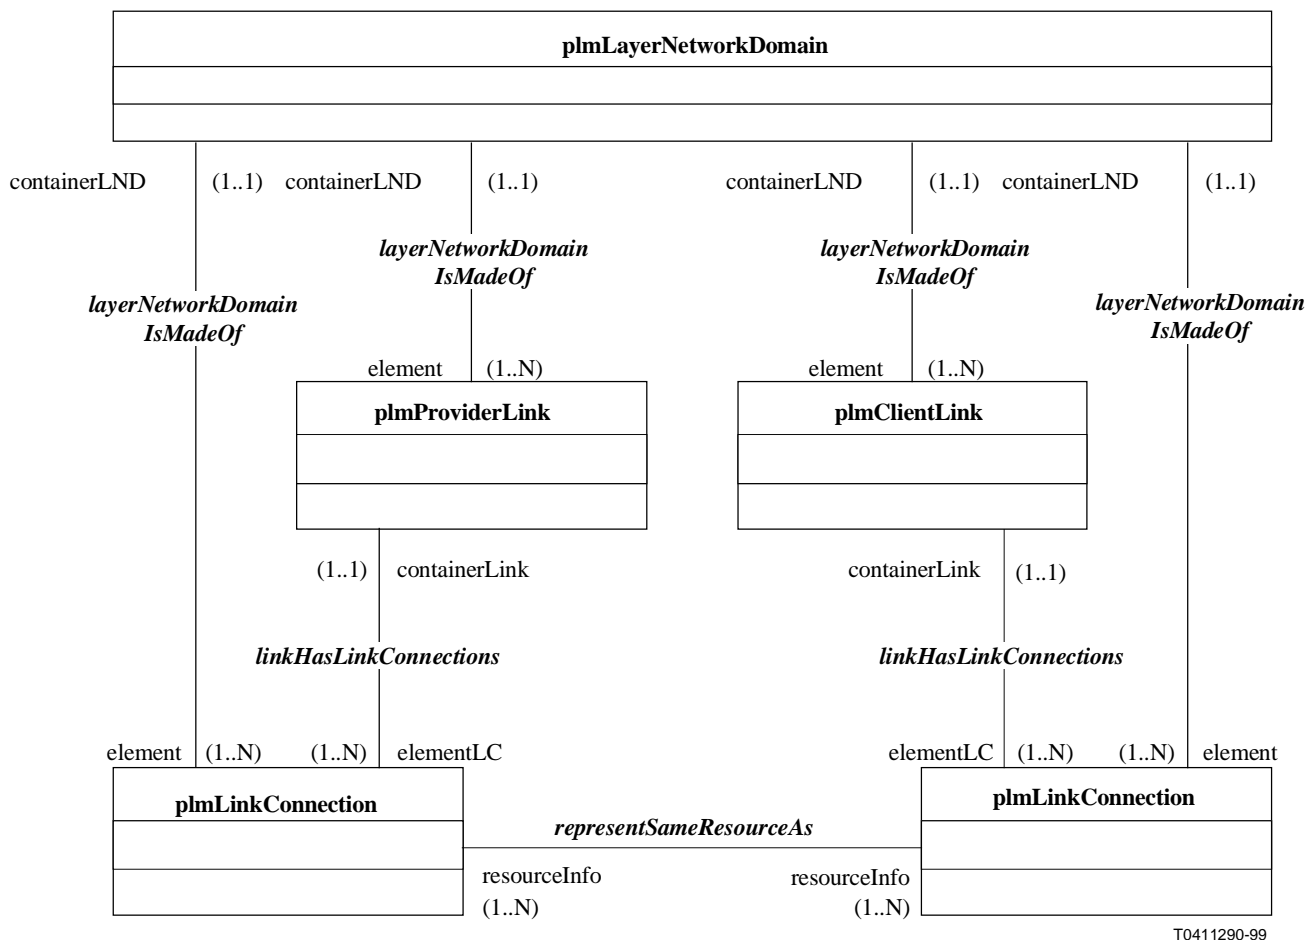 plmLayerNetworkDomain
containerLND (1..1) containerLND (1..1) containerLND (1..1) containerLND (1..1)
layerNetworkDomain
IsMadeOf
layerNetworkDomain
IsMadeOf
layerNetworkDomain
IsMadeOf
layerNetworkDomain
IsMadeOf
element (1..N) element (1..N)
plmProviderLink plmClientLink
(1..1) containerLink containerLink (1..1)
linkHasLinkConnections linkHasLinkConnections
element (1..N) (1..N) elementLC elementLC (1..N) (1..N) element
plmLinkConnection plmLinkConnection
representSameResourceAs
resourceInfo resourceInfo
(1..N) (1..N)
T0411290-99